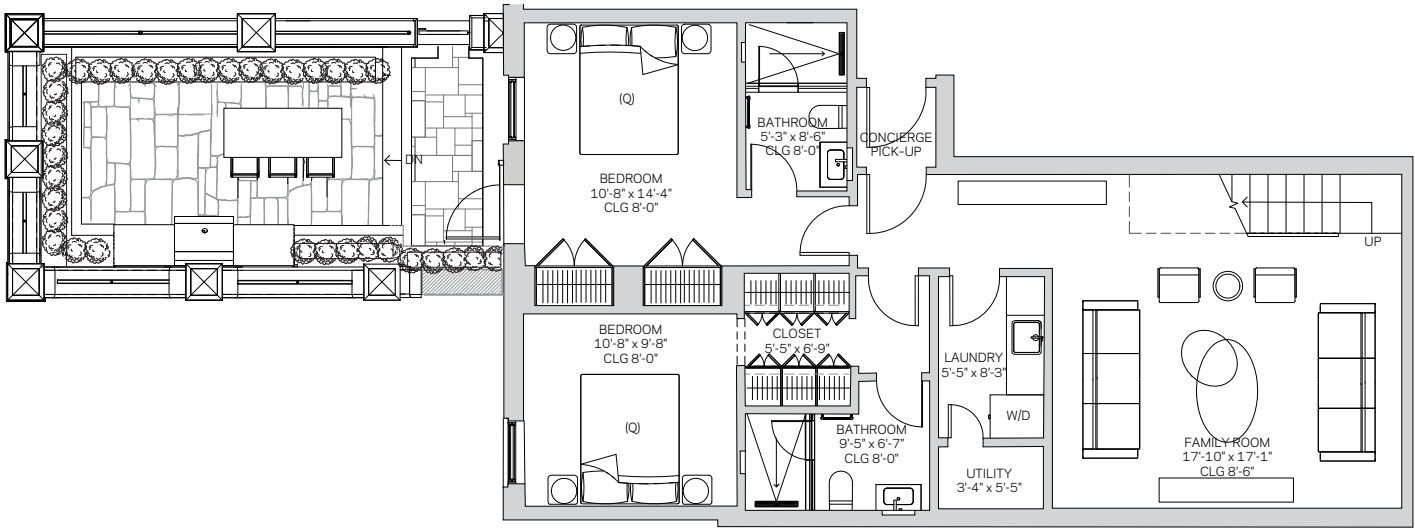 DN
(Q)
BEDROOM
10'-8" x 14'-4"
CLG 8'-0"
BATHROOM
5'-3" x 8'-6"
CLG 8'-0"
CONCIERGE
PICK-UP
UP
BEDROOM
10'-8" x 9'-8"
CLG 8'-0"
(Q)
CLOSET
5'-5" x 6'-9"
LAUNDRY
5'-5" x 8'-3"
W/D
BATHROOM
9'-5" x 6'-7"
CLG 8'-0"
UTILITY
3'-4" x 5'-5"
FAMILY ROOM
17'-10" x 17'-1"
CLG 8'-6"